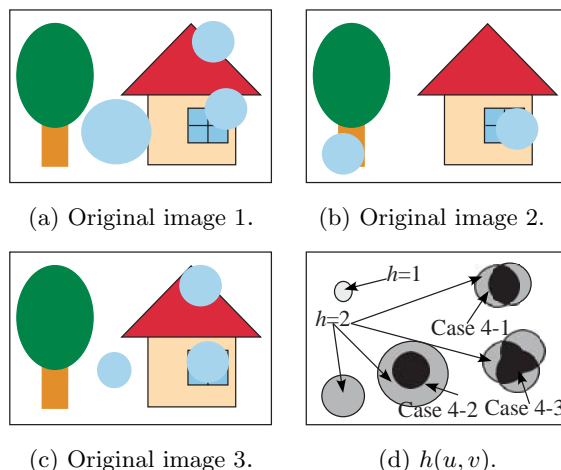 (a) Original image 1.
(b) Original image 2.
h=1
h=2
Case 4-1
Case 4-2
Case 4-3
(c) Original image 3.
(d) h(u, v).